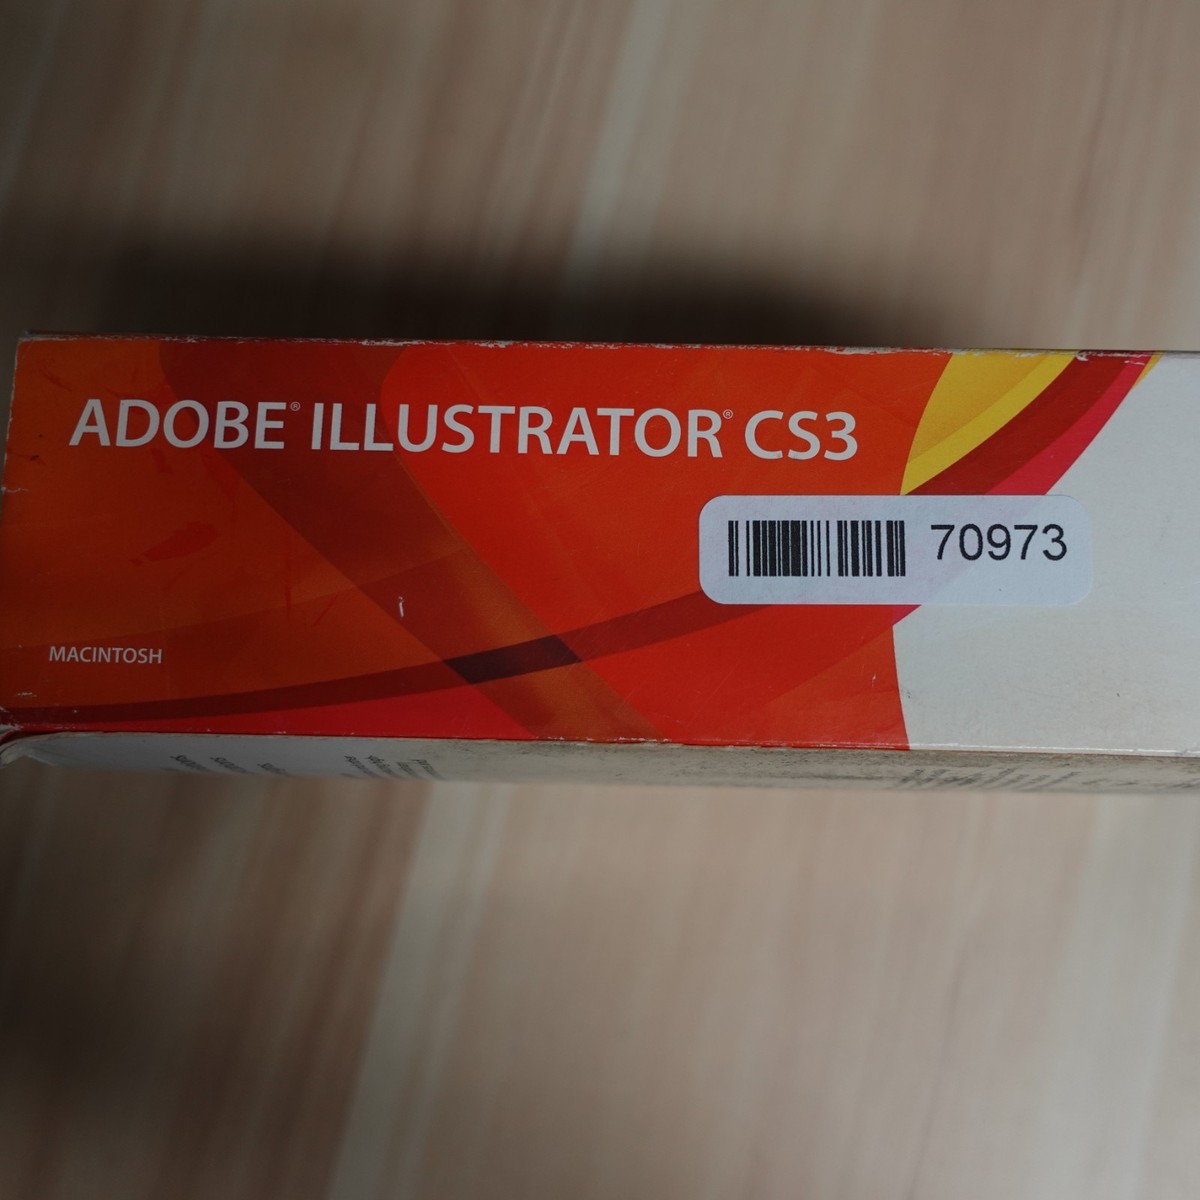 ADOBE® ILLUSTRATOR® CS3
70973
MACINTOSH